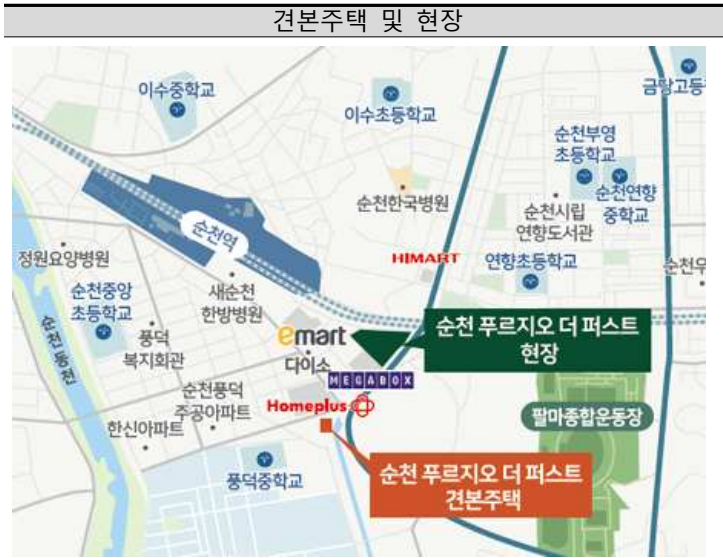 견본주택 및 현장
이수중학교
이수초등학교
금당고등
순천부영
초등학교
순천연향
중학교
순천한국병원
순천시립
연향도서관
순천역
정원요양병원
HIMART
연향초등학교
순천우
순천중앙
초등학교
새순천
한방병원
순천동천
풍덕
복지회관
emart
다이소
순천 푸르지오 더 퍼스트
현장
MEGABOX
순천풍덕
주공아파트
Homeplus
한신아파트
팔마종합운동장
풍덕중학교
순천 푸르지오 더 퍼스트
견본주택